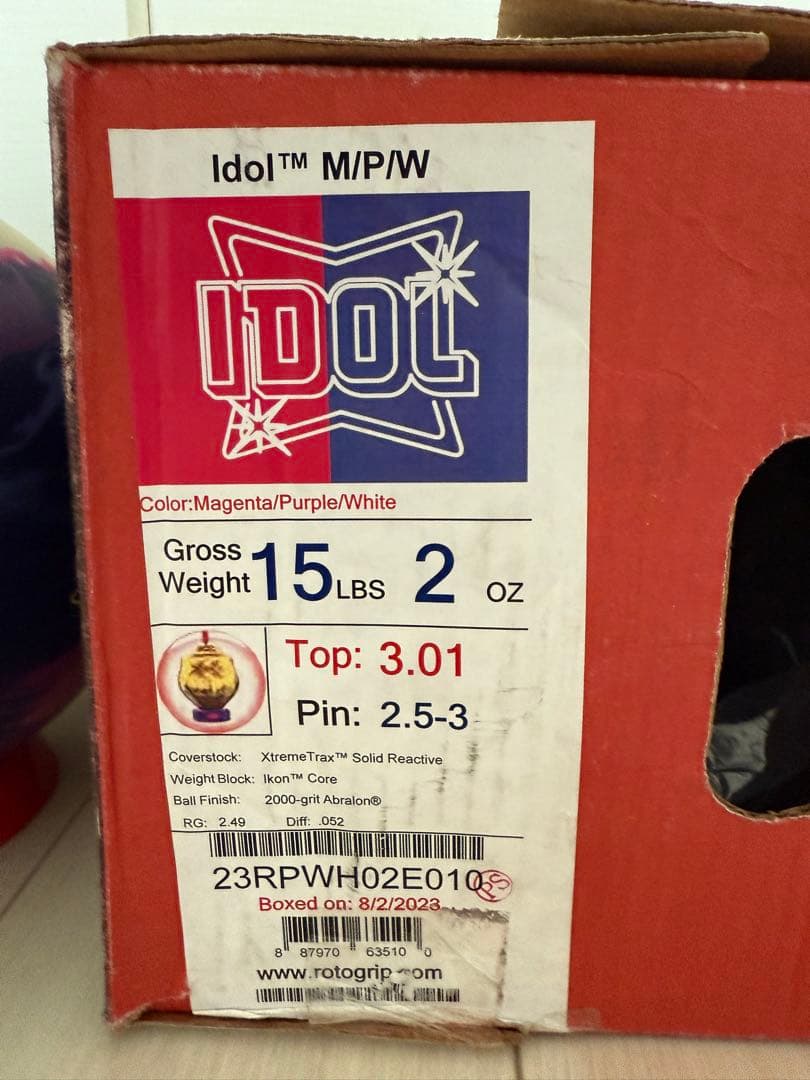 Idol™ M/P/W
IDOL
Color:Magenta/Purple/White
Gross Weight 15 LBS 2 OZ
Top: 3.01
Pin: 2.5-3
Coverstock: XtremeTrax™ Solid Reactive
Weight Block: Ikon™ Core
Ball Finish: 2000-grit Abralon®
RG: 2.49 Diff: .052
23RPWH02E010
Boxed on: 8/2/2023
8 87970 63510 0
www.rotogrip.com